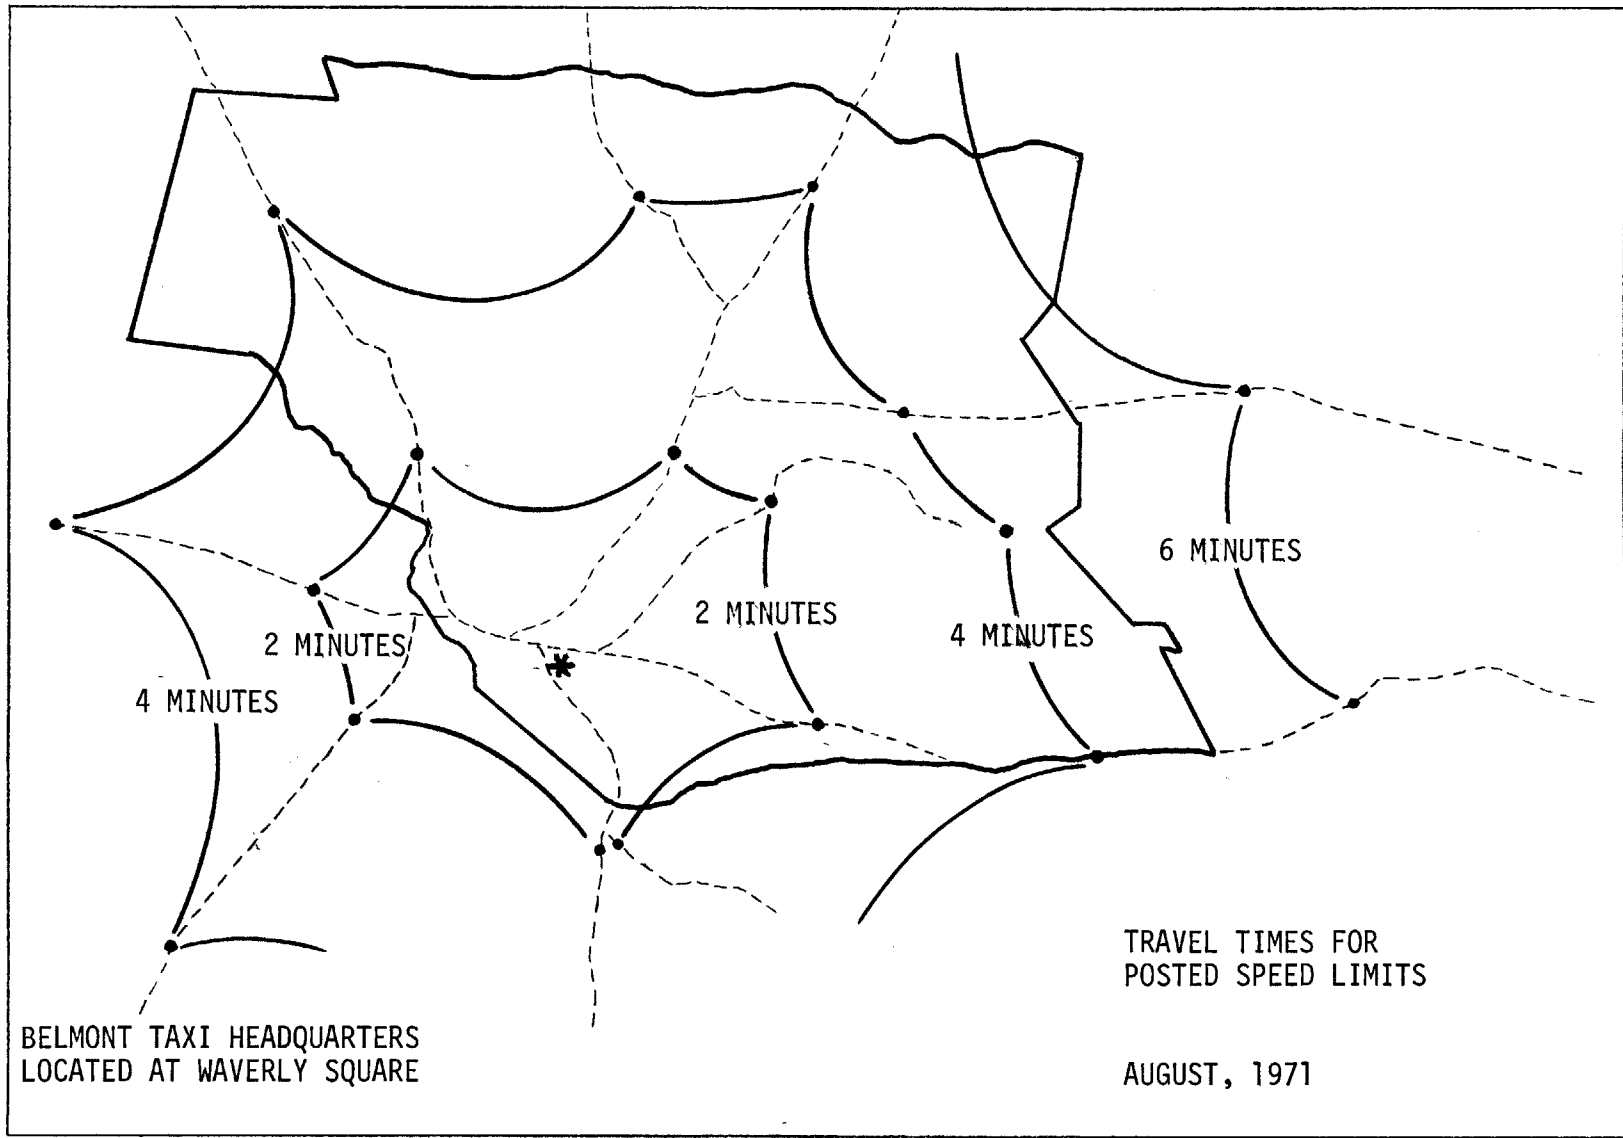 6 MINUTES
2 MINUTES
4 MINUTES
2 MINUTES
4 MINUTES
TRAVEL TIMES FOR
POSTED SPEED LIMITS
BELMONT TAXI HEADQUARTERS
LOCATED AT WAVERLY SQUARE
AUGUST, 1971